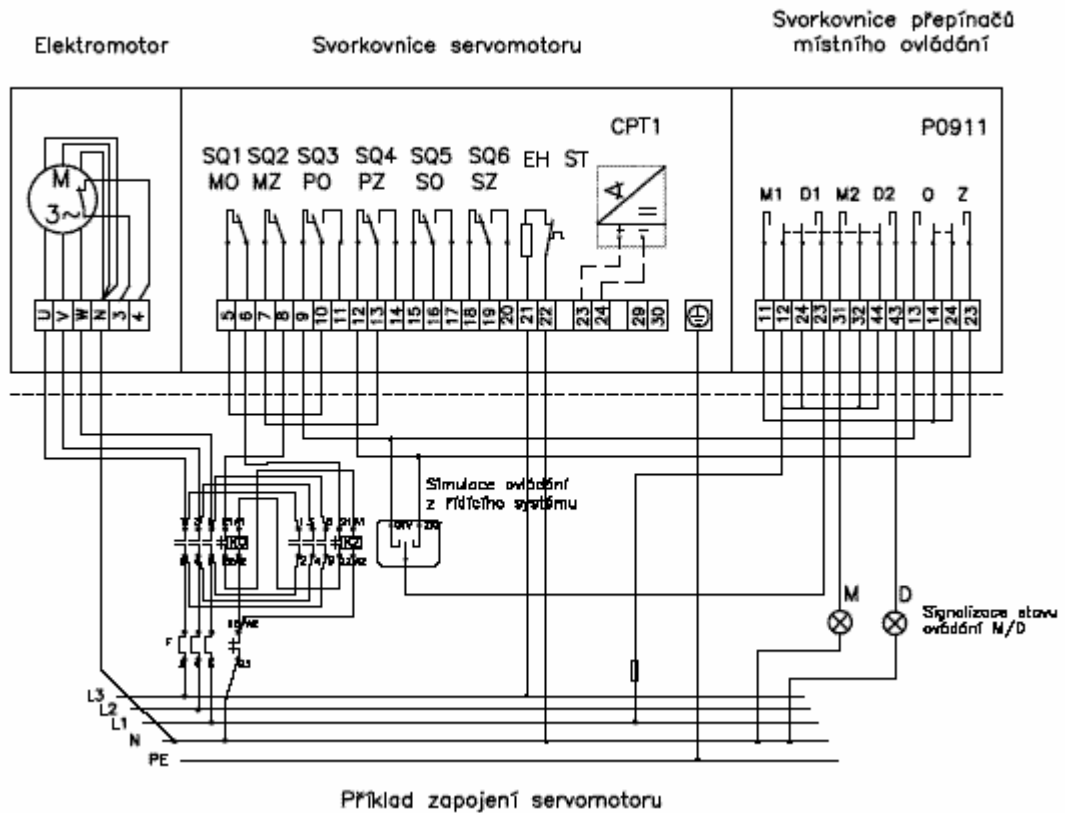 Elektromotor
Svorkovnice servomotoru
Svorkovnice přepínačů
místního ovládání
CPT1
P0911
SQ1 SQ2 SQ3 SQ4 SQ5 SQ6 EH ST
MO MZ PO PZ SO SZ
M1 D1 M2 D2 O Z
M
3~
U V W N 3 4
5 6 7 8 9 10 11 12 13 14 15 16 17 18 19 20 21 22 23 24 29 30
11 12 24 23 31 32 44 43 13 14 24 23
Simulace ovládání
z řídícího systému
M D
Signalizace stavu
ovládání M/D
F
L3
L2
L1
N
PE
Příklad zapojení servomotoru